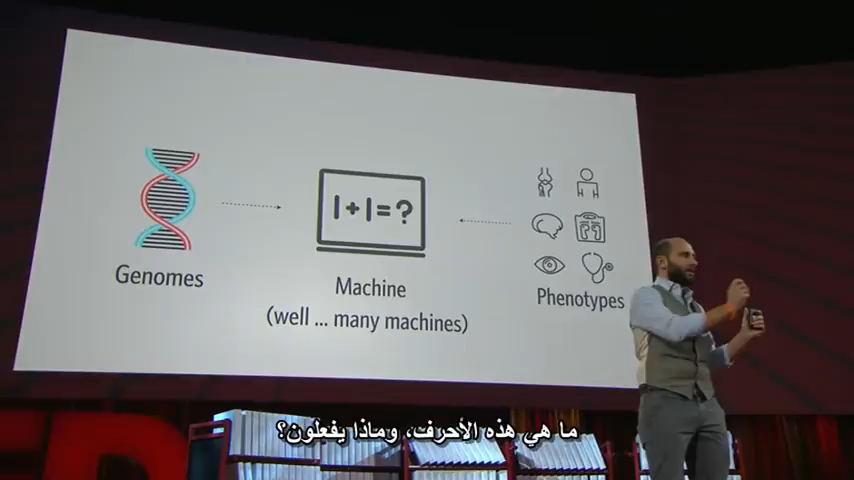 1+1=?
Genomes
Machine
(well ... many machines)
Phenotypes
ما هي هذه الأحرف، وماذا يفعلون؟